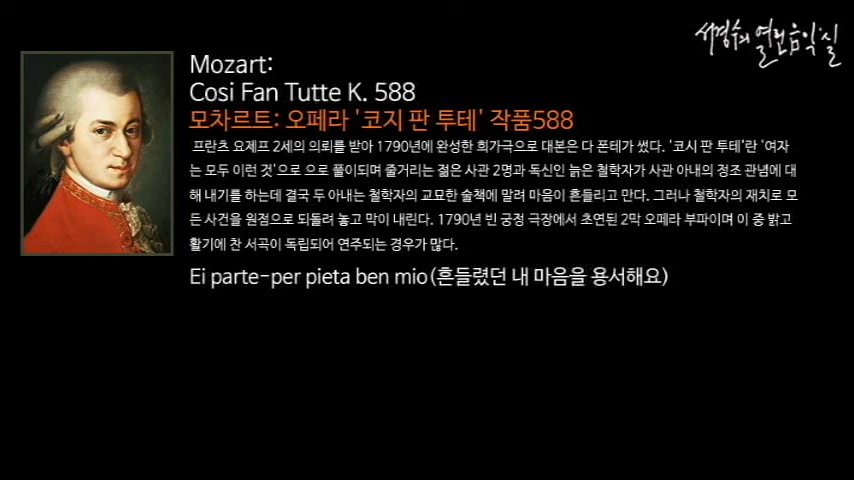 서경수의 열린음악실
Mozart:
Cosi Fan Tutte K. 588
모차르트: 오페라 '코지 판 투테' 작품588
프란츠 요제프 2세의 의뢰를 받아 1790년에 완성한 희가극으로 대본은 다 폰테가 썼다. '코시 판 투테'란 '여자
는 모두 이런 것'으로 으로 풀이되며 줄거리는 젊은 사관 2명과 독신인 늙은 철학자가 사관 아내의 정조 관념에 대
해 내기를 하는데 결국 두 아내는 철학자의 교묘한 술책에 말려 마음이 흔들리고 만다. 그러나 철학자의 재치로 모
든 사건을 원점으로 되돌려 놓고 막이 내린다. 1790년 빈 궁정 극장에서 초연된 2막 오페라 부파이며 이 중 밝고
활기에 찬 서곡이 독립되어 연주되는 경우가 많다.
Ei parte-per pieta ben mio(흔들렸던 내 마음을 용서해요)